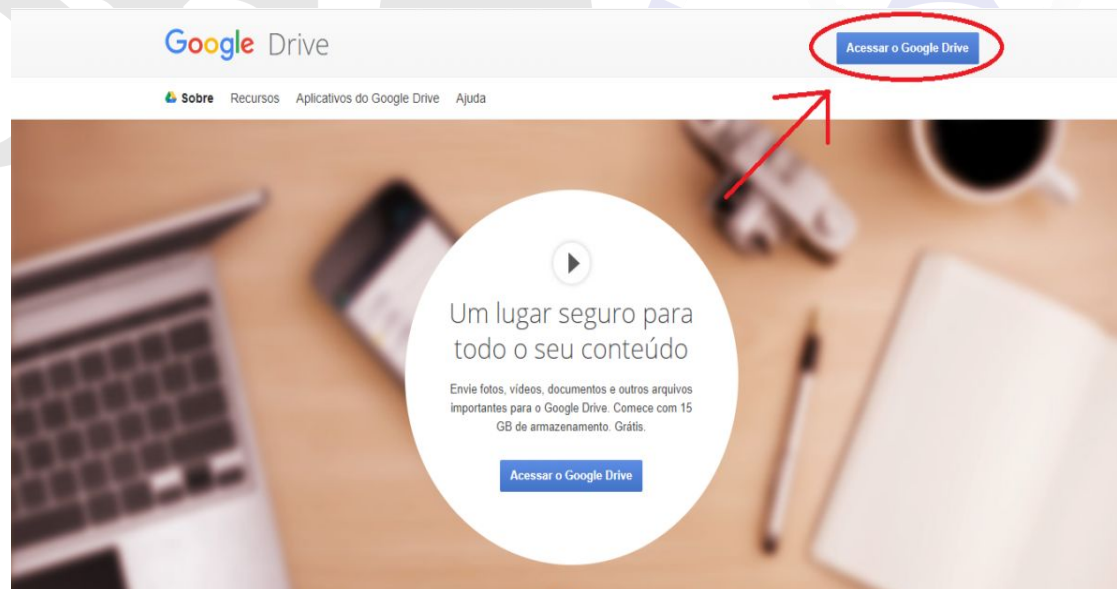 Google Drive
Acessar o Google Drive
Sobre Recursos Aplicativos do Google Drive Ajuda
Um lugar seguro para
todo o seu conteúdo
Envie fotos, vídeos, documentos e outros arquivos
importantes para o Google Drive. Comece com 15
GB de armazenamento. Grátis.
Acessar o Google Drive